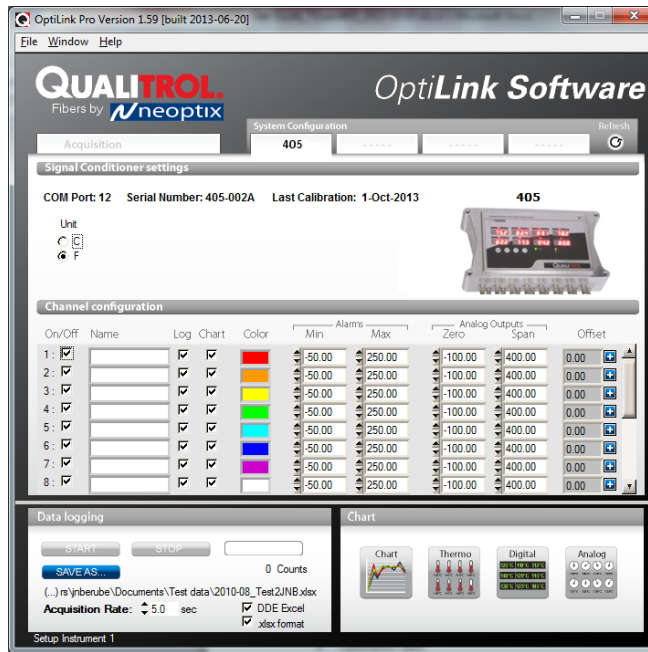 OptiLink Pro Version 1.59 [built 2013-06-20]
File Window Help
QUALITROL.
Fibers by neoptix
OptiLink Software
System Configuration
Refresh
Acquisition 405 ----- ----- -----
Signal Conditioner settings
COM Port: 12 Serial Number: 405-002A Last Calibration: 1-Oct-2013 405
Unit
C
F
QUALITROL
Channel configuration
Alarms Analog Outputs
On/Off Name Log Chart Color Min Max Zero Span Offset
1 : -50.00 250.00 -100.00 400.00 0.00
2 : -50.00 250.00 -100.00 400.00 0.00
3 : -50.00 250.00 -100.00 400.00 0.00
4 : -50.00 250.00 -100.00 400.00 0.00
5 : -50.00 250.00 -100.00 400.00 0.00
6 : -50.00 250.00 -100.00 400.00 0.00
7 : -50.00 250.00 -100.00 400.00 0.00
8 : -50.00 250.00 -100.00 400.00 0.00
Data logging
START STOP
SAVE AS... 0 Counts
(...) rs\jnberube\Documents\Test data\2010-08_Test2JNB.xlsx
Acquisition Rate: 5.0 sec DDE Excel
.xlsx format
Chart
Chart Thermo Digital Analog
Setup Instrument 1